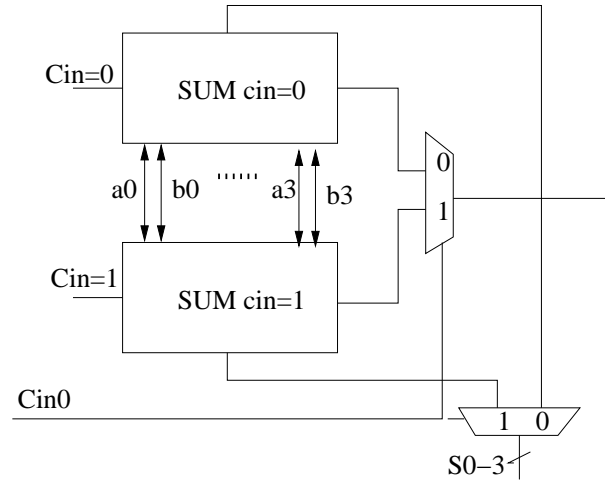 Cin=0
SUM cin=0
0
a0
b0
......
a3
b3
1
Cin=1
SUM cin=1
Cin0
1
0
S0-3